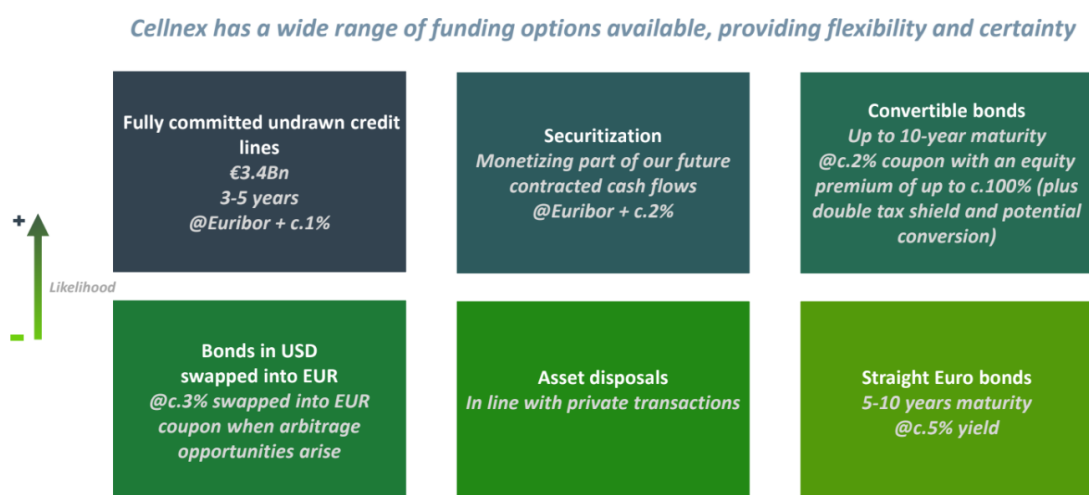 Cellnex has a wide range of funding options available, providing flexibility and certainty
Fully committed undrawn credit
lines
€3.4Bn
3-5 years
@Euribor + c.1%
Securitization
Monetizing part of our future
contracted cash flows
@Euribor + c.2%
Convertible bonds
Up to 10-year maturity
@c.2% coupon with an equity
premium of up to c.100% (plus
double tax shield and potential
conversion)
+
Likelihood
-
Bonds in USD
swapped into EUR
@c.3% swapped into EUR
coupon when arbitrage
opportunities arise
Asset disposals
In line with private transactions
Straight Euro bonds
5-10 years maturity
@c.5% yield